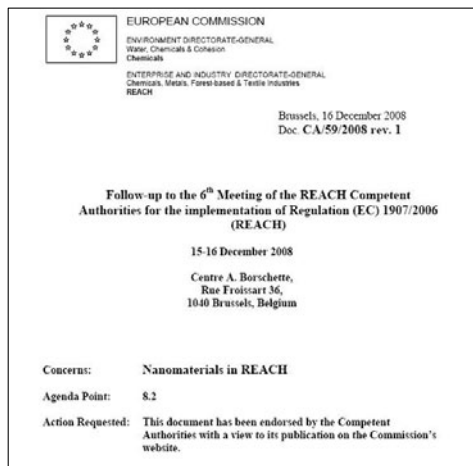 EUROPEAN COMMISSION
ENVIRONMENT DIRECTORATE-GENERAL
Water, Chemicals & Cohesion
Chemicals
ENTERPRISE AND INDUSTRY DIRECTORATE-GENERAL
Chemicals, Metals, Forest-based & Textile Industries
REACH
Brussels, 16 December 2008
Doc. CA/59/2008 rev. 1
Follow-up to the 6th Meeting of the REACH Competent
Authorities for the implementation of Regulation (EC) 1907/2006
(REACH)
15-16 December 2008
Centre A. Borschette,
Rue Froissart 36,
1040 Brussels, Belgium
Concerns: Nanomaterials in REACH
Agenda Point: 8.2
Action Requested: This document has been endorsed by the Competent
Authorities with a view to its publication on the Commission's
website.